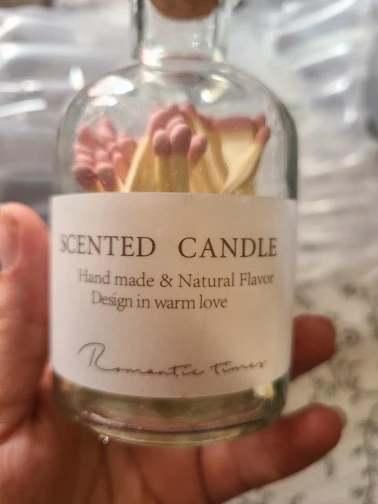 SCENTED CANDLE
Hand made & Natural Flavor
Design in warm love
Romantic times